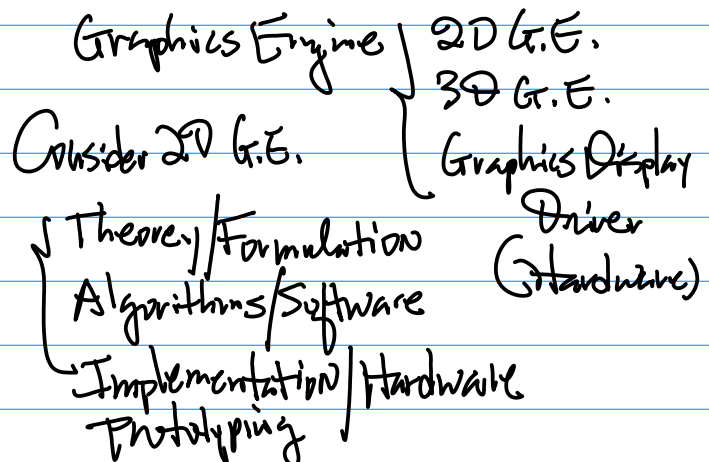 Graphics Engine
2D G.E.
3D G.E.
Graphics Display
Driver
(Hardware)
Consider 2D G.E.
Theory/Formulation
Algorithms/Software
Implementation/Hardware
Prototyping